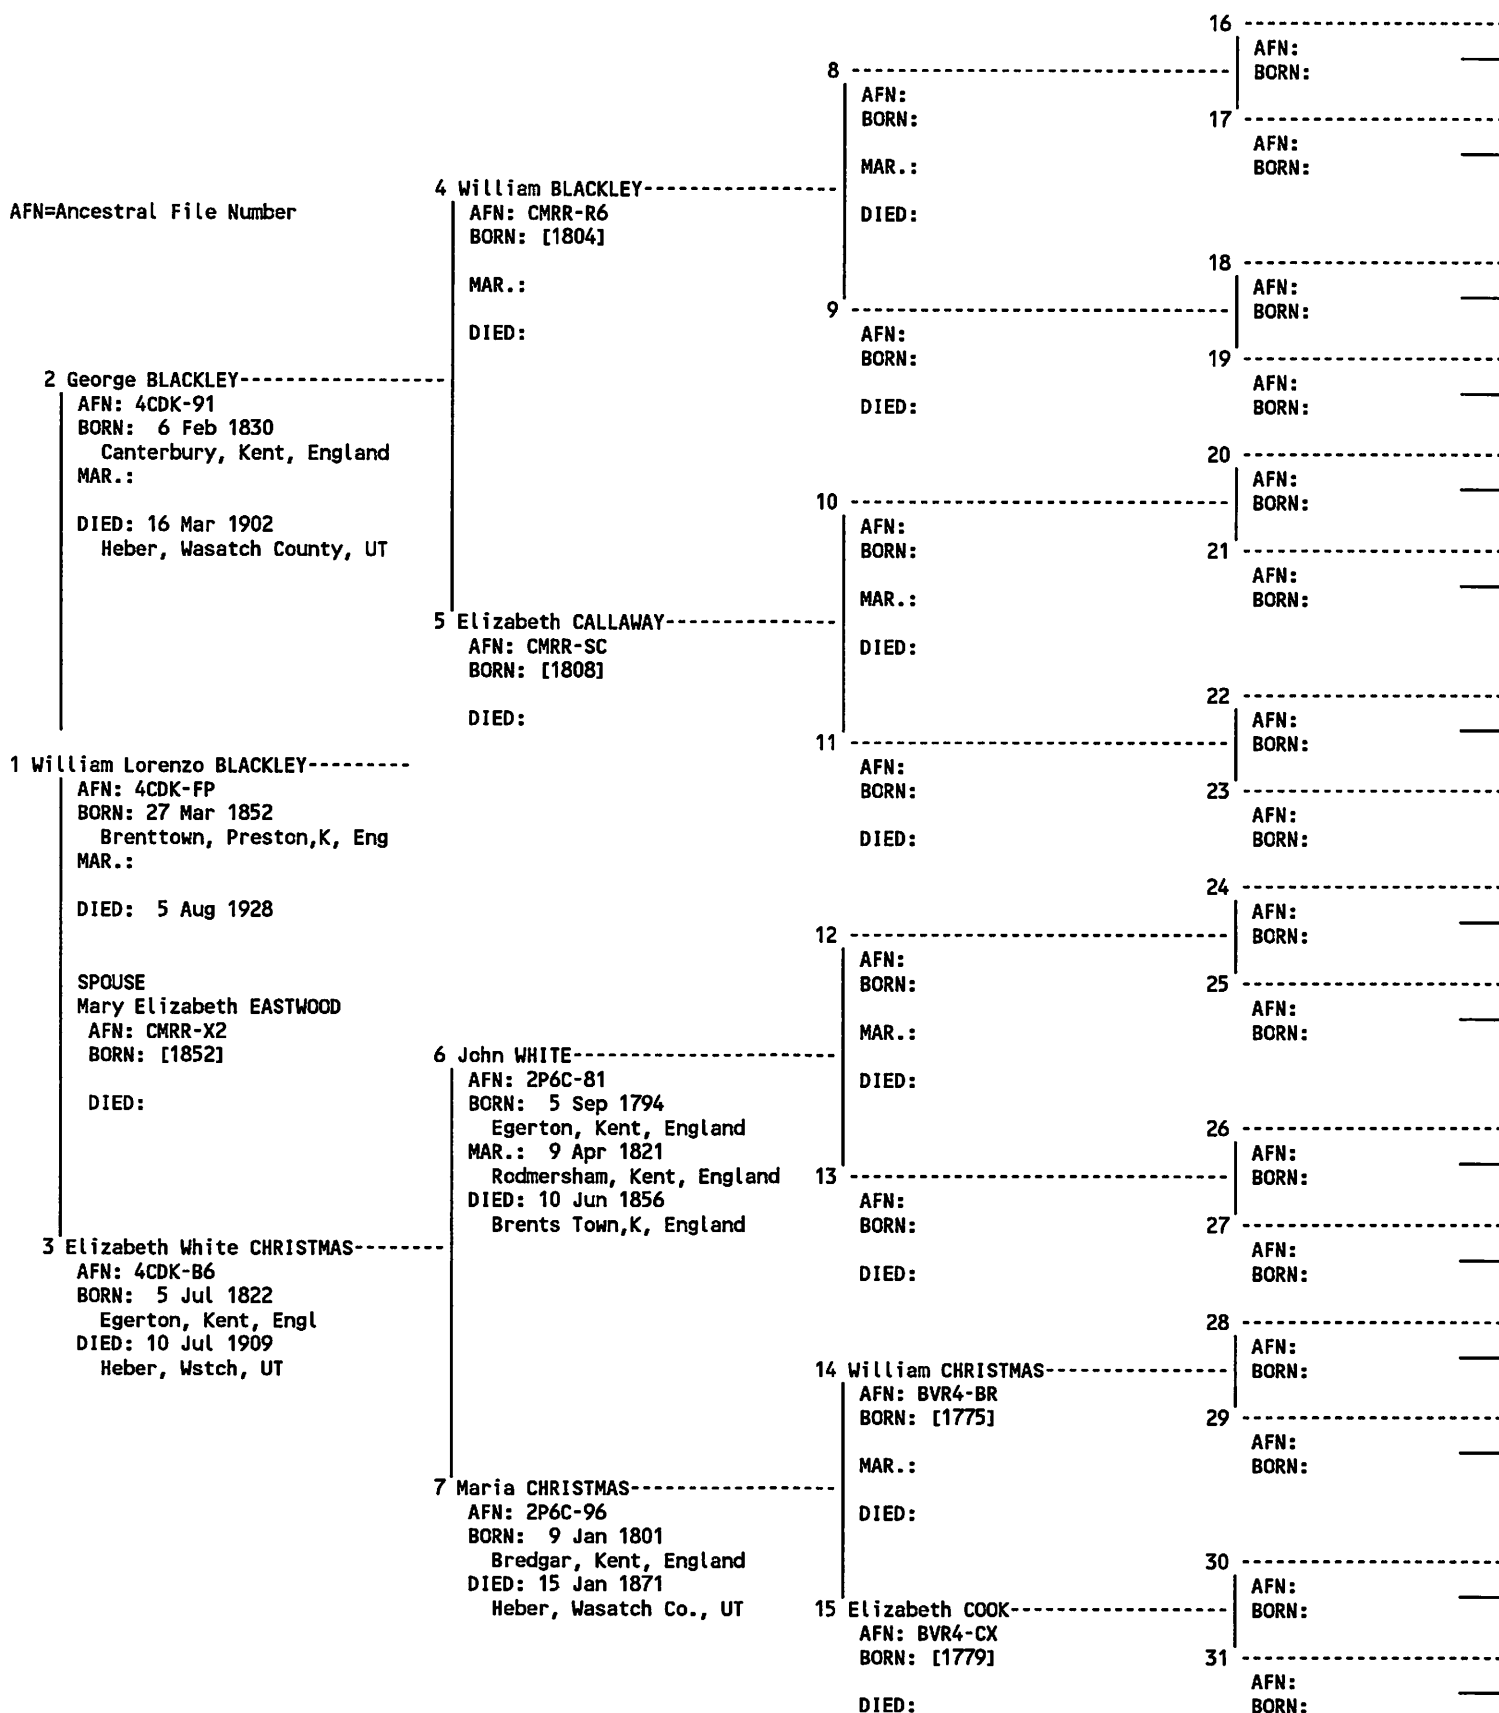 AFN=Ancestral File Number
1 William Lorenzo BLACKLEY---------
AFN: 4CDK-FP
BORN: 27 Mar 1852
Brenttown, Preston,K, Eng
MAR.:
DIED: 5 Aug 1928
SPOUSE
Mary Elizabeth EASTWOOD
AFN: CMRR-X2
BORN: [1852]
DIED:
2 George BLACKLEY------------------
AFN: 4CDK-91
BORN: 6 Feb 1830
Canterbury, Kent, England
MAR.:
DIED: 16 Mar 1902
Heber, Wasatch County, UT
3 Elizabeth White CHRISTMAS--------
AFN: 4CDK-B6
BORN: 5 Jul 1822
Egerton, Kent, Engl
DIED: 10 Jul 1909
Heber, Wstch, UT
4 William BLACKLEY-----------------
AFN: CMRR-R6
BORN: [1804]
MAR.:
DIED:
5 Elizabeth CALLAWAY---------------
AFN: CMRR-SC
BORN: [1808]
DIED:
6 John WHITE-----------------------
AFN: 2P6C-81
BORN: 5 Sep 1794
Egerton, Kent, England
MAR.: 9 Apr 1821
Rodmersham, Kent, England
DIED: 10 Jun 1856
Brents Town,K, England
7 Maria CHRISTMAS------------------
AFN: 2P6C-96
BORN: 9 Jan 1801
Bredgar, Kent, England
DIED: 15 Jan 1871
Heber, Wasatch Co., UT
8 ----------------------------------
AFN:
BORN:
MAR.:
DIED:
9 ----------------------------------
AFN:
BORN:
DIED:
10 ----------------------------------
AFN:
BORN:
MAR.:
DIED:
11 ----------------------------------
AFN:
BORN:
DIED:
12 ----------------------------------
AFN:
BORN:
MAR.:
DIED:
13 ----------------------------------
AFN:
BORN:
DIED:
14 William CHRISTMAS----------------
AFN: BVR4-BR
BORN: [1775]
MAR.:
DIED:
15 Elizabeth COOK-------------------
AFN: BVR4-CX
BORN: [1779]
DIED:
16 -----------------------
AFN:
BORN:
17 -----------------------
AFN:
BORN:
18 -----------------------
AFN:
BORN:
19 -----------------------
AFN:
BORN:
20 -----------------------
AFN:
BORN:
21 -----------------------
AFN:
BORN:
22 -----------------------
AFN:
BORN:
23 -----------------------
AFN:
BORN:
24 -----------------------
AFN:
BORN:
25 -----------------------
AFN:
BORN:
26 -----------------------
AFN:
BORN:
27 -----------------------
AFN:
BORN:
28 -----------------------
AFN:
BORN:
29 -----------------------
AFN:
BORN:
30 -----------------------
AFN:
BORN:
31 -----------------------
AFN:
BORN: